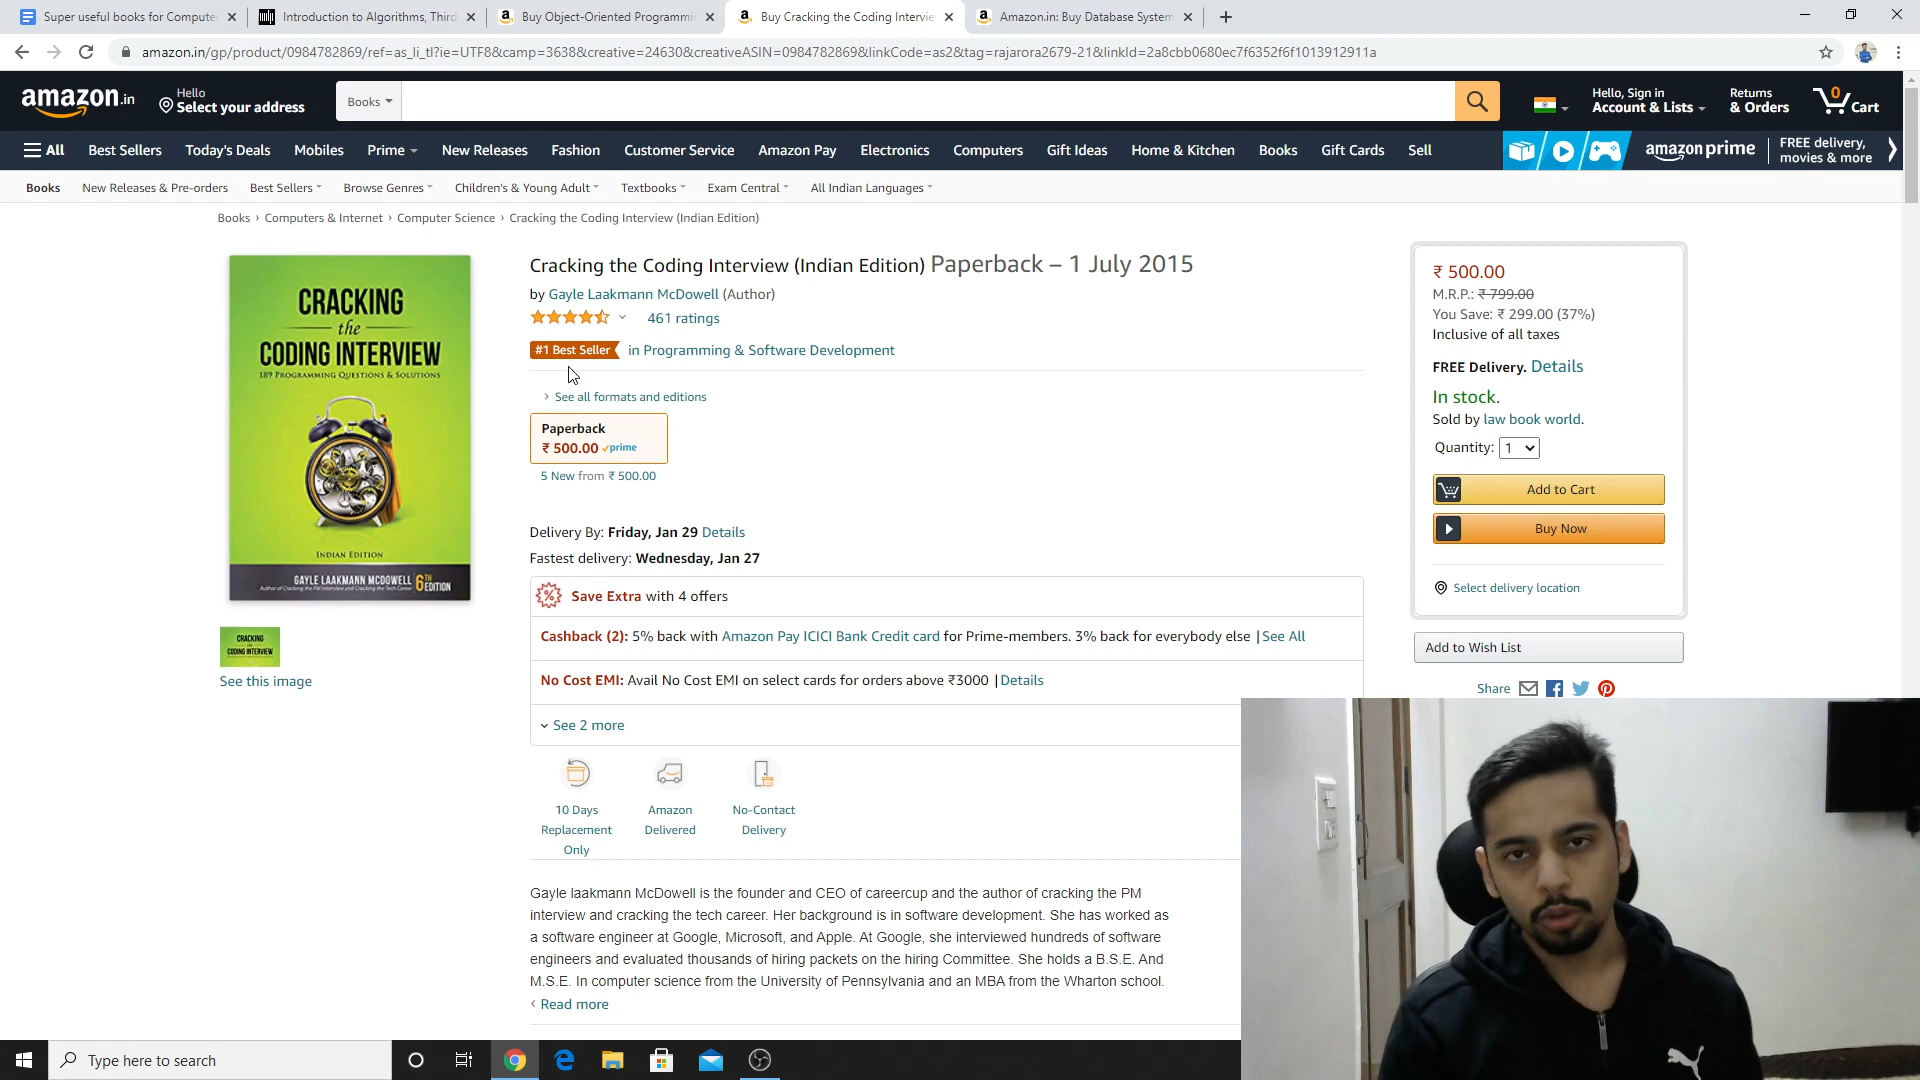 Super useful books for Compute
Introduction to Algorithms, Third
Buy Object-Oriented Programmi
Buy Cracking the Coding Intervie
Amazon.in: Buy Database System
amazon.in/gp/product/0984782869/ref=as_li_tl?ie=UTF8&camp=3638&creative=24630&creativeASIN=0984782869&linkCode=as2&tag=rajarora2679-21&linkId=2a8cbb0680ec7f6352f6f1013912911a
amazon.in
Hello
Select your address
Books
Hello, Sign in
Account & Lists
Returns
& Orders
0
Cart
All Best Sellers Today's Deals Mobiles Prime New Releases Fashion Customer Service Amazon Pay Electronics Computers Gift Ideas Home & Kitchen Books Gift Cards Sell
amazon prime
FREE delivery,
movies & more
Books New Releases & Pre-orders Best Sellers Browse Genres Children's & Young Adult Textbooks Exam Central All Indian Languages
Books › Computers & Internet › Computer Science › Cracking the Coding Interview (Indian Edition)
CRACKING
the
CODING INTERVIEW
189 PROGRAMMING QUESTIONS & SOLUTIONS
INDIAN EDITION
GAYLE LAAKMANN MCDOWELL
Author of Cracking the PM Interview and Cracking the Tech Career
6TH EDITION
CRACKING
the
CODING INTERVIEW
See this image
Cracking the Coding Interview (Indian Edition) Paperback – 1 July 2015
by Gayle Laakmann McDowell (Author)
461 ratings
#1 Best Seller in Programming & Software Development
› See all formats and editions
Paperback
₹ 500.00 prime
5 New from ₹ 500.00
Delivery By: Friday, Jan 29 Details
Fastest delivery: Wednesday, Jan 27
% Save Extra with 4 offers
Cashback (2): 5% back with Amazon Pay ICICI Bank Credit card for Prime-members. 3% back for everybody else | See All
No Cost EMI: Avail No Cost EMI on select cards for orders above ₹3000 | Details
See 2 more
10 Days
Replacement
Only
Amazon
Delivered
No-Contact
Delivery
Gayle laakmann McDowell is the founder and CEO of careercup and the author of cracking the PM
interview and cracking the tech career. Her background is in software development. She has worked as
a software engineer at Google, Microsoft, and Apple. At Google, she interviewed hundreds of software
engineers and evaluated thousands of hiring packets on the hiring Committee. She holds a B.S.E. And
M.S.E. In computer science from the University of Pennsylvania and an MBA from the Wharton school.
‹ Read more
₹ 500.00
M.R.P.: ₹ 799.00
You Save: ₹ 299.00 (37%)
Inclusive of all taxes
FREE Delivery. Details
In stock.
Sold by law book world.
Quantity: 1
Add to Cart
Buy Now
Select delivery location
Add to Wish List
Share
Type here to search